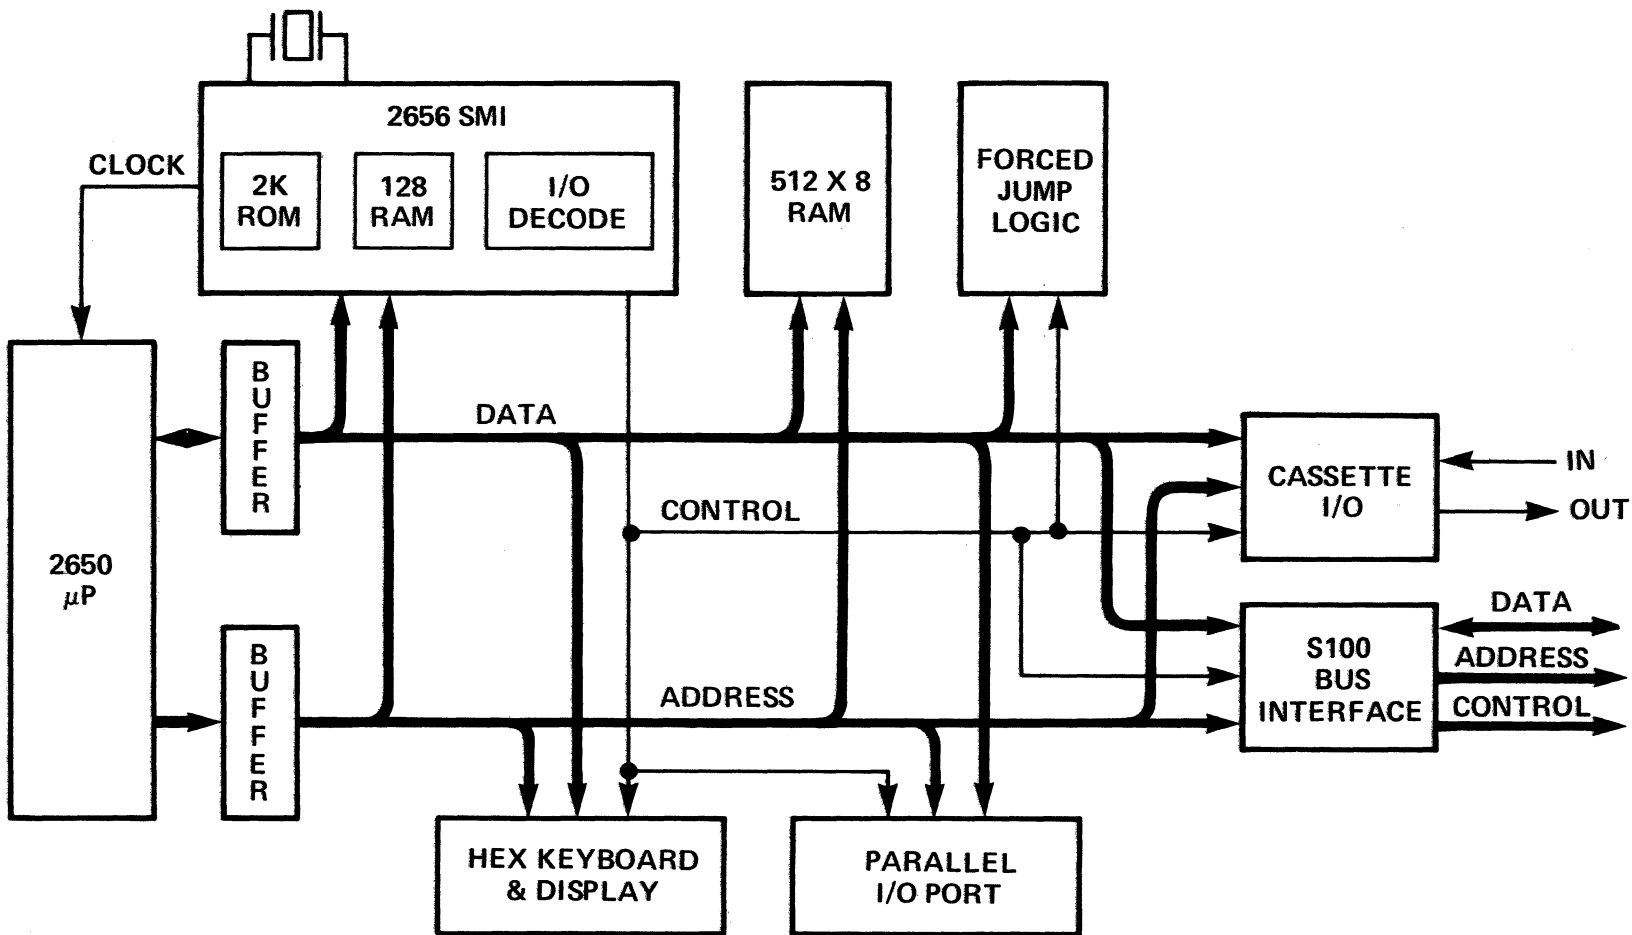 2656 SMI
CLOCK
2K
ROM
128
RAM
I/O
DECODE
512 X 8
RAM
FORCED
JUMP
LOGIC
BUFFER
DATA
CASSETTE
I/O
IN
OUT
CONTROL
2650
μP
BUFFER
ADDRESS
S100
BUS
INTERFACE
DATA
ADDRESS
CONTROL
HEX KEYBOARD
& DISPLAY
PARALLEL
I/O PORT